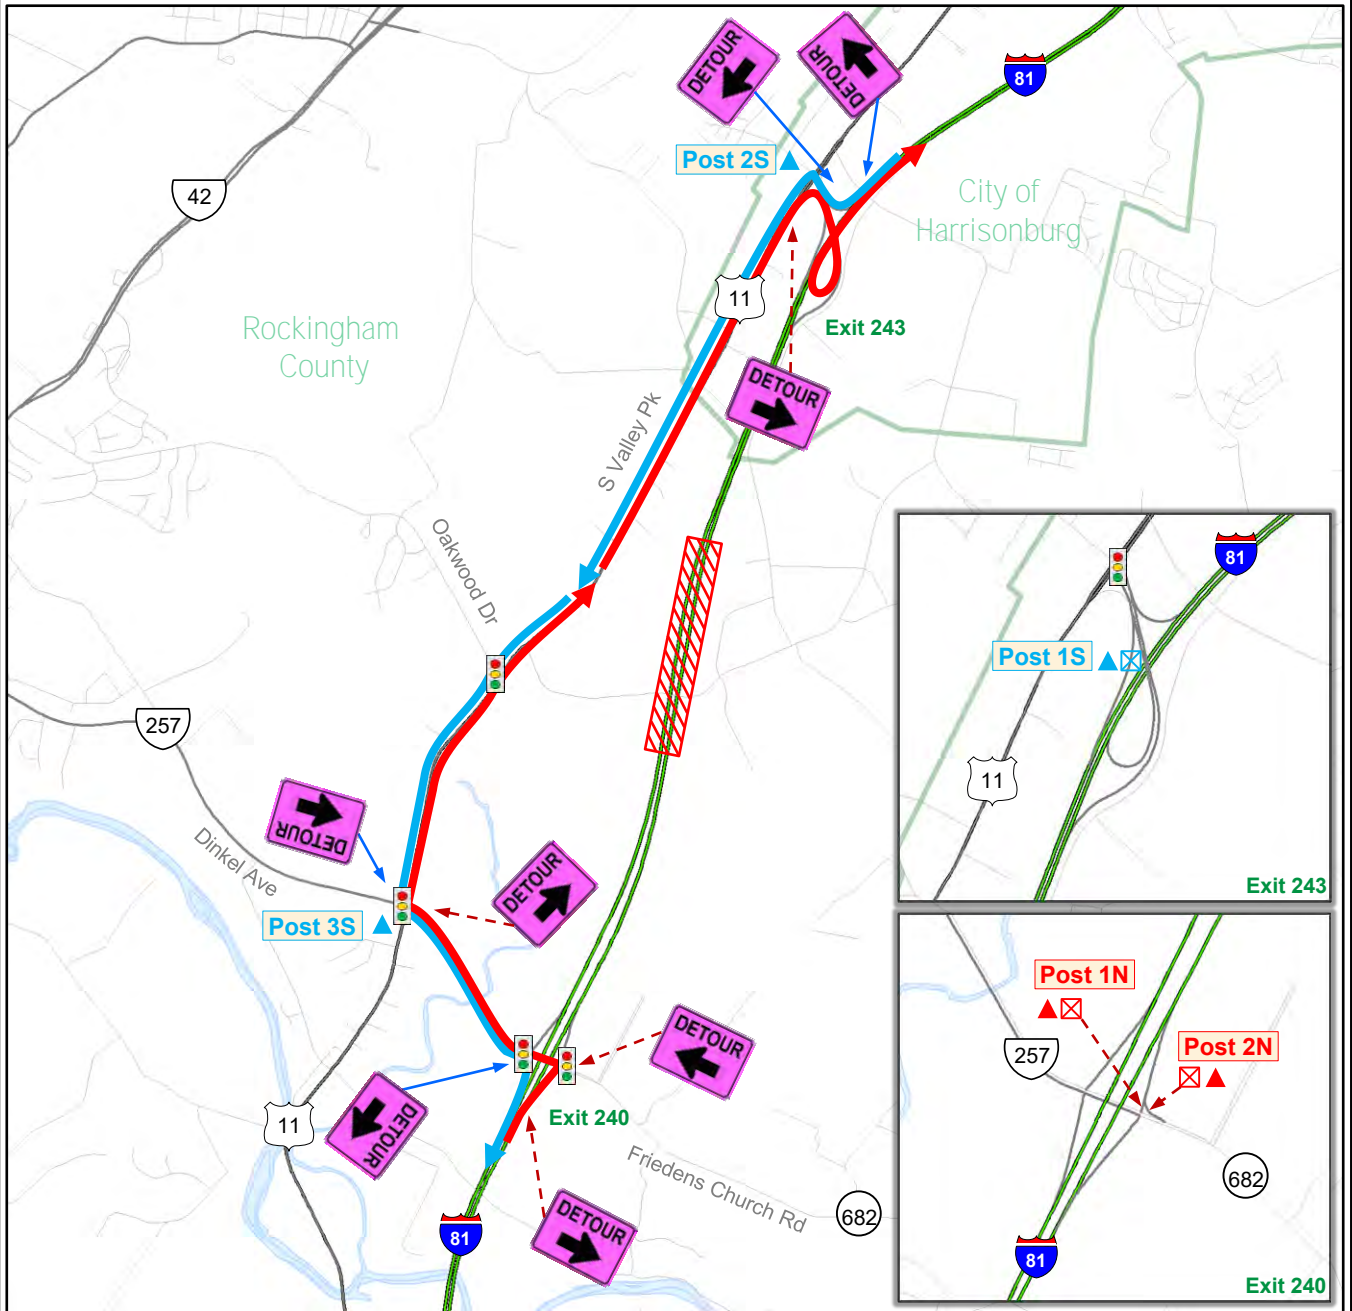 DETOUR
DETOUR
81
Post 2S
42
City of
Harrisonburg
11
Rockingham
County
Exit 243
DETOUR
S Valley Pk
Oakwood Dr
81
Post 1S
11
Exit 243
257
DETOUR
Dinkel Ave
DETOUR
Post 3S
Post 1N
257
Post 2N
DETOUR
DETOUR
11
Exit 240
Friedens Church Rd
682
682
DETOUR
81
81
Exit 240